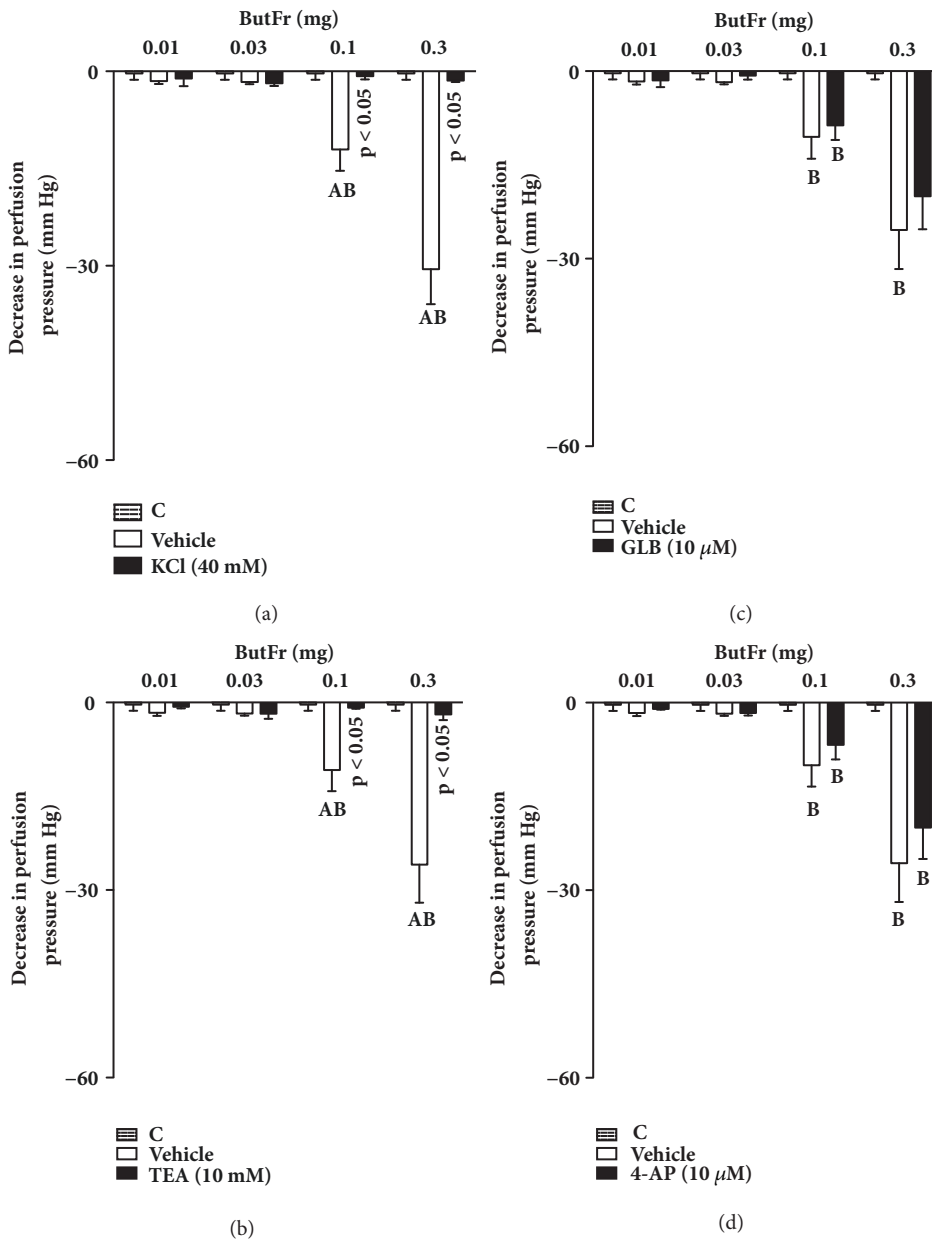 ButFr (mg)
0.01 0.03 0.1 0.3
0
−30
−60
Decrease in perfusion
pressure (mm Hg)
p < 0.05
p < 0.05
AB
AB
C
Vehicle
KCl (40 mM)
(a)
ButFr (mg)
0.01 0.03 0.1 0.3
0
−30
−60
Decrease in perfusion
pressure (mm Hg)
B
B
B
C
Vehicle
GLB (10 μM)
(c)
ButFr (mg)
0.01 0.03 0.1 0.3
0
−30
−60
Decrease in perfusion
pressure (mm Hg)
p < 0.05
p < 0.05
AB
AB
C
Vehicle
TEA (10 mM)
(b)
ButFr (mg)
0.01 0.03 0.1 0.3
0
−30
−60
Decrease in perfusion
pressure (mm Hg)
B
B
B
B
C
Vehicle
4-AP (10 μM)
(d)